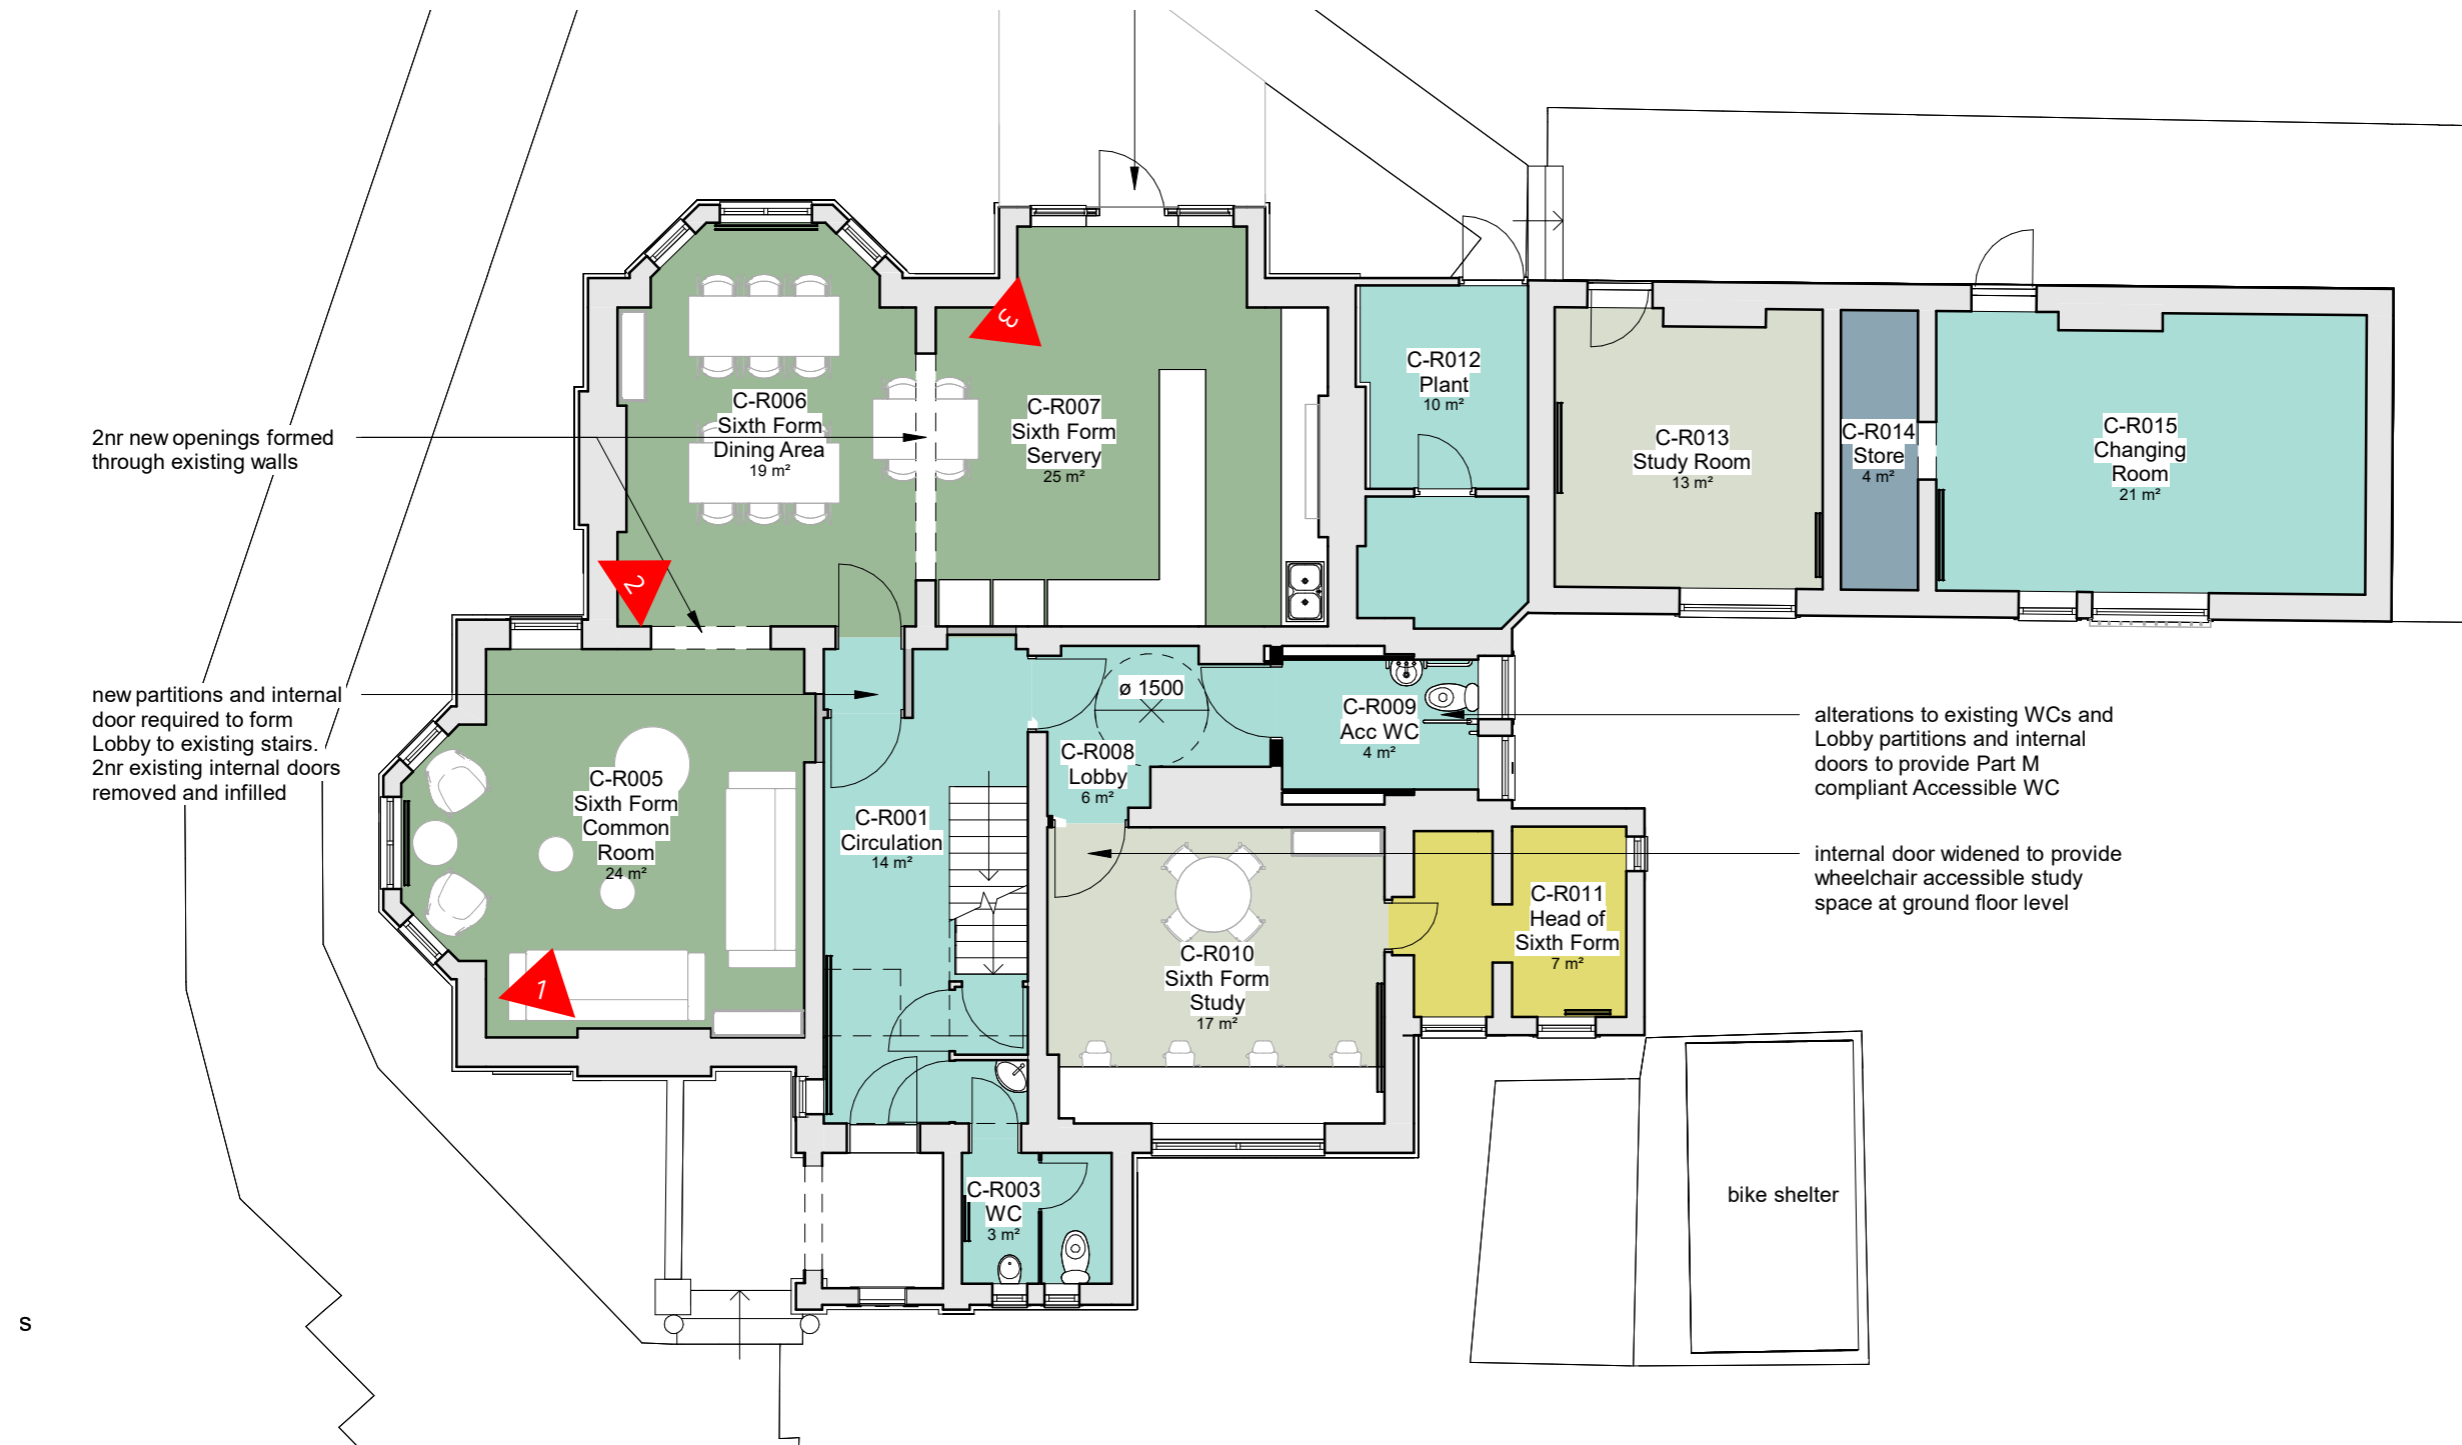 2nr new openings formed
through existing walls
new partitions and internal
door required to form
Lobby to existing stairs.
2nr existing internal doors
removed and infilled
C-R006
Sixth Form
Dining Area
19 m²
C-R007
Sixth Form
Servery
25 m²
3
2
C-R012
Plant
10 m²
C-R013
Study Room
13 m²
C-R014
Store
4 m²
C-R015
Changing
Room
21 m²
C-R005
Sixth Form
Common
Room
24 m²
1
C-R001
Circulation
14 m²
ø 1500
C-R008
Lobby
6 m²
C-R009
Acc WC
4 m²
alterations to existing WCs and
Lobby partitions and internal
doors to provide Part M
compliant Accessible WC
internal door widened to provide
wheelchair accessible study
space at ground floor level
C-R010
Sixth Form
Study
17 m²
C-R011
Head of
Sixth Form
7 m²
C-R003
WC
3 m²
bike shelter
s